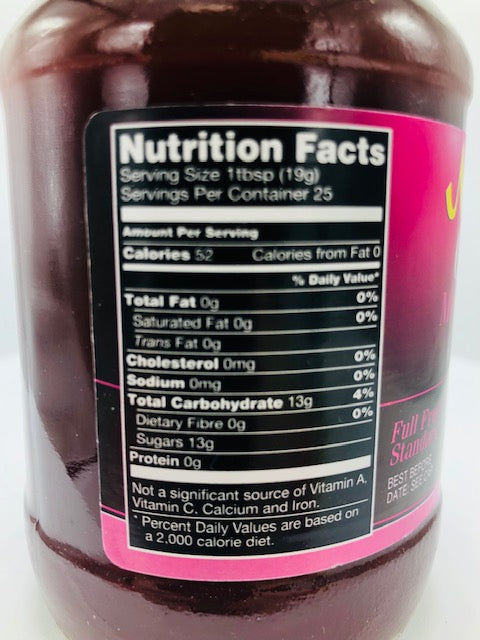 Nutrition Facts
Serving Size 1tbsp (19g)
Servings Per Container 25
Amount Per Serving
Calories 52 Calories from Fat 0
% Daily Value*
Total Fat 0g 0%
Saturated Fat 0g 0%
Trans Fat 0g
Cholesterol 0mg 0%
Sodium 0mg 0%
Total Carbohydrate 13g 4%
Dietary Fibre 0g 0%
Sugars 13g
Protein 0g
Not a significant source of Vitamin A,
Vitamin C, Calcium and Iron.
* Percent Daily Values are based on
a 2,000 calorie diet.
Full
Standa
BEST BEFORE
DATE: SEE